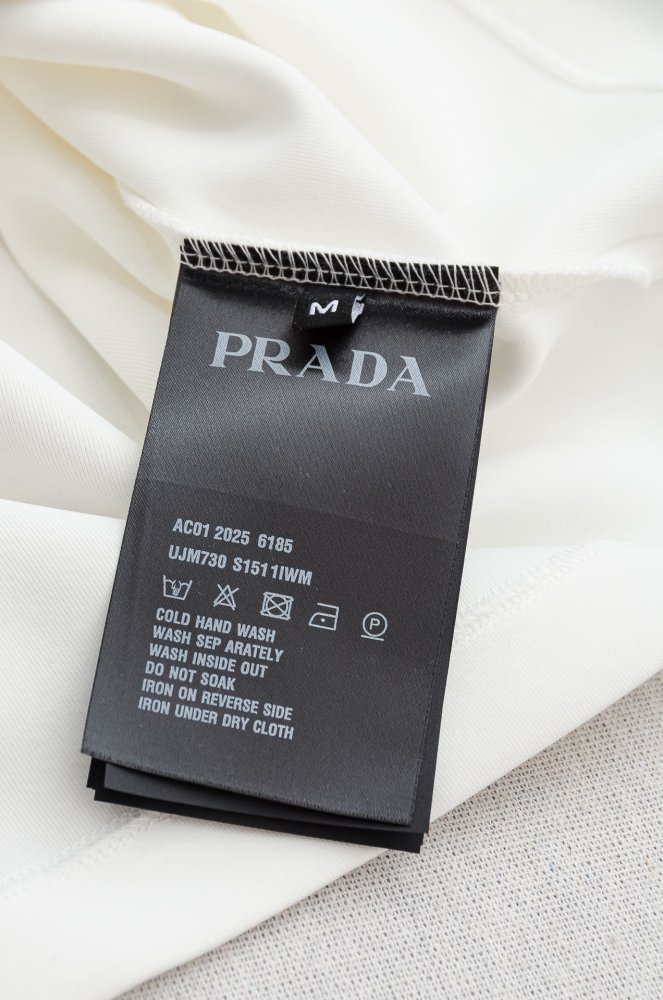 M
PRADA
AC01 2025 6185
UJM730 S1511IWM
P
COLD HAND WASH
WASH SEP ARATELY
WASH INSIDE OUT
DO NOT SOAK
IRON ON REVERSE SIDE
IRON UNDER DRY CLOTH